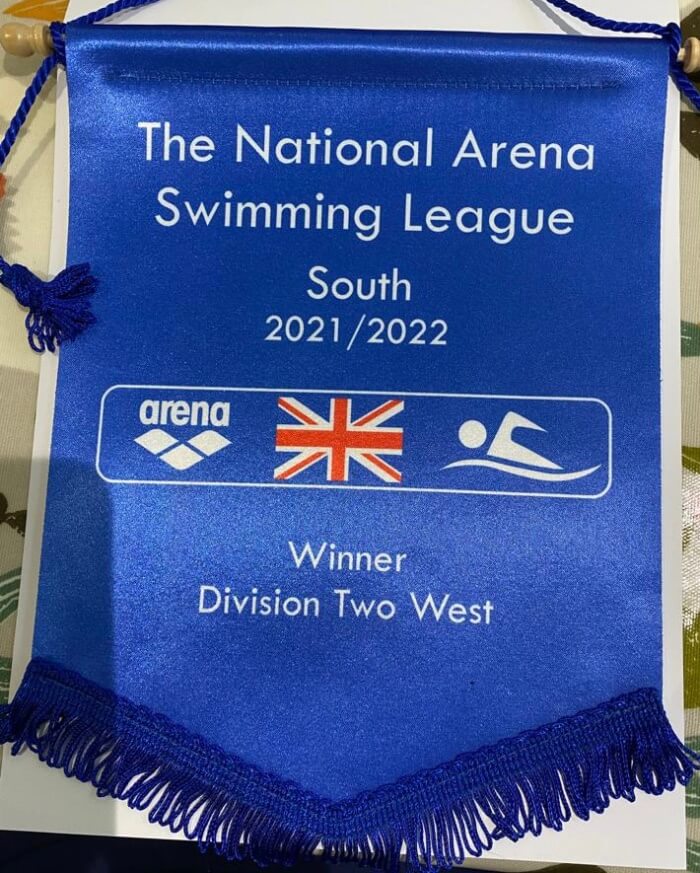 The National Arena
Swimming League
South
2021/2022
arena
Winner
Division Two West